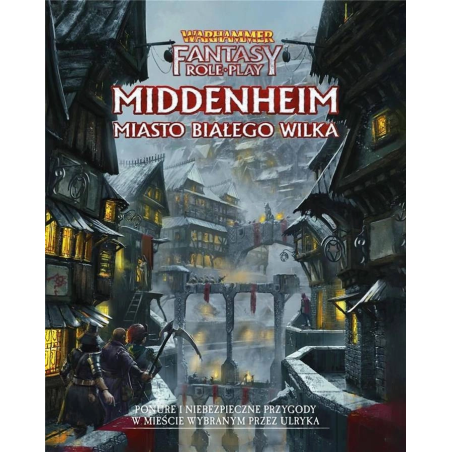 WARHAMMER
FANTASY
ROLE-PLAY
MIDDENHEIM
MIASTO BIAŁEGO WILKA
PONURE I NIEBEZPIECZNE PRZYGODY
W MIEŚCIE WYBRANYM PRZEZ ULRYKA